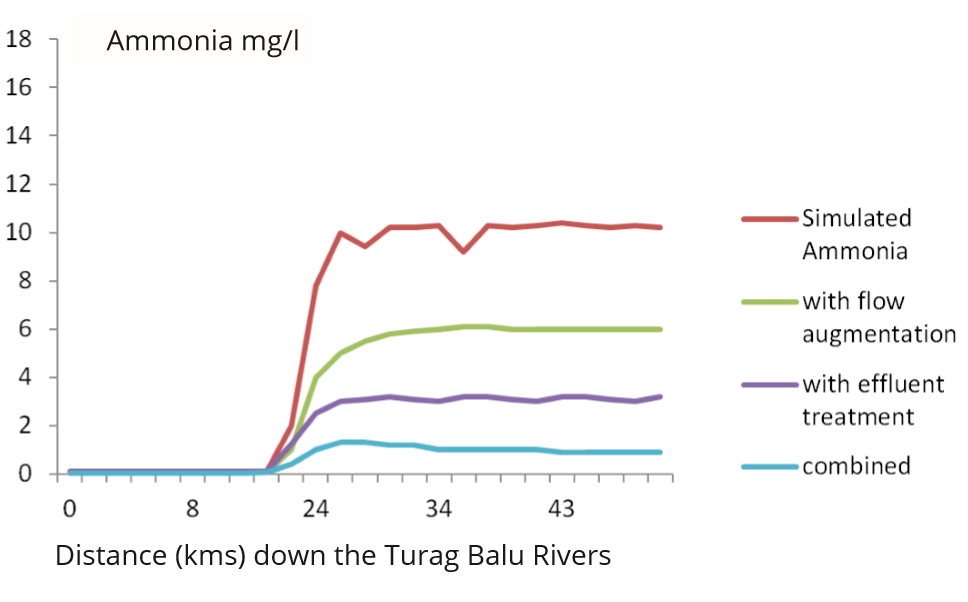 Ammonia mg/l
18
16
14
12
10
8
6
4
2
0
0 8 24 34 43
Distance (kms) down the Turag Balu Rivers
Simulated
Ammonia
with flow
augmentation
with effluent
treatment
combined